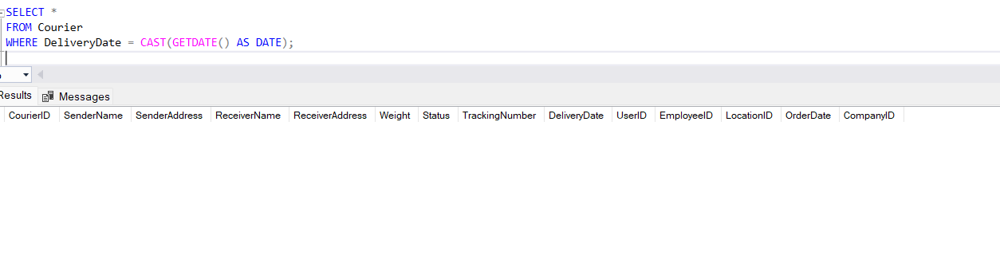 SELECT *
FROM Courier
WHERE DeliveryDate = CAST(GETDATE() AS DATE);
Results Messages
CourierID SenderName SenderAddress ReceiverName ReceiverAddress Weight Status TrackingNumber DeliveryDate UserID EmployeeID LocationID OrderDate CompanyID